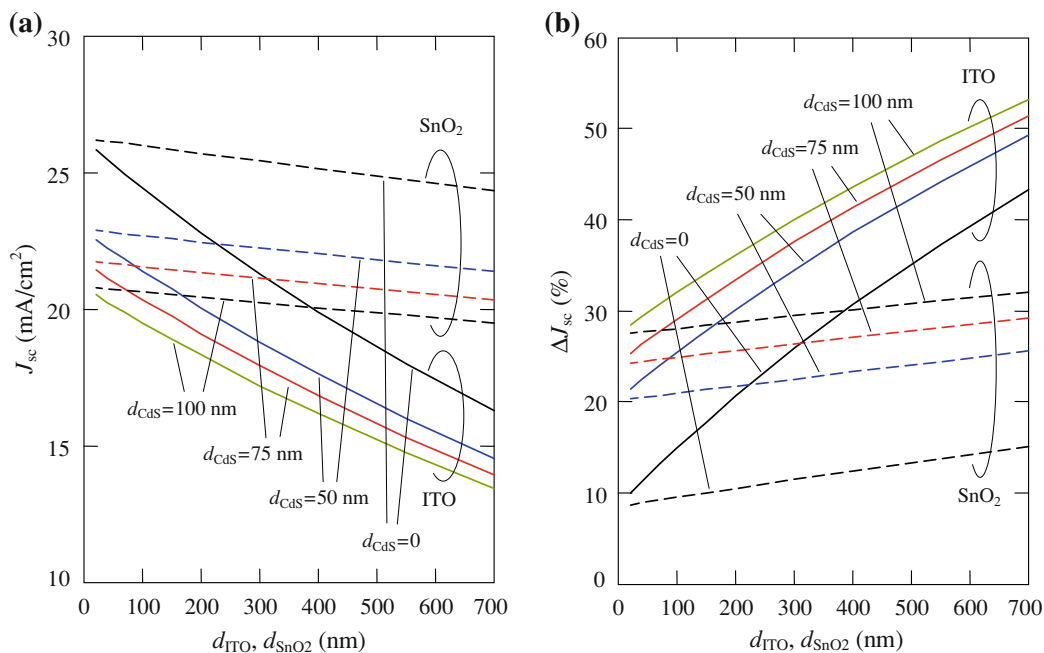 (a)
30
25
20
15
10
J_sc (mA/cm²)
SnO₂
d_CdS=100 nm
d_CdS=75 nm
d_CdS=50 nm
d_CdS=0
ITO
0 100 200 300 400 500 600 700
d_ITO, d_SnO2 (nm)
(b)
60
50
40
30
20
10
0
ΔJ_sc (%)
ITO
d_CdS=100 nm
d_CdS=75 nm
d_CdS=50 nm
d_CdS=0
SnO₂
0 100 200 300 400 500 600 700
d_ITO, d_SnO2 (nm)